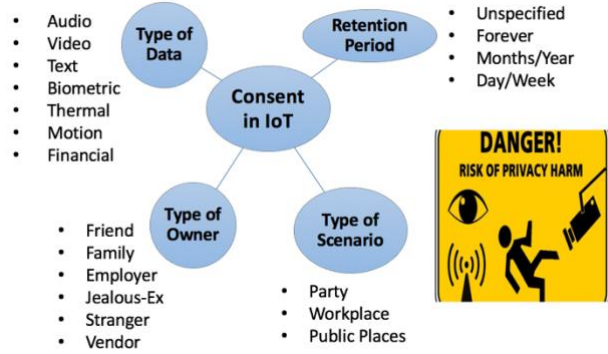 • Audio
• Video
• Text
• Biometric
• Thermal
• Motion
• Financial
Type of
Data
Consent
in IoT
Retention
Period
• Unspecified
• Forever
• Months/Year
• Day/Week
DANGER!
RISK OF PRIVACY HARM
Type of
Owner
• Friend
• Family
• Employer
• Jealous-Ex
• Stranger
• Vendor
Type of
Scenario
• Party
• Workplace
• Public Places